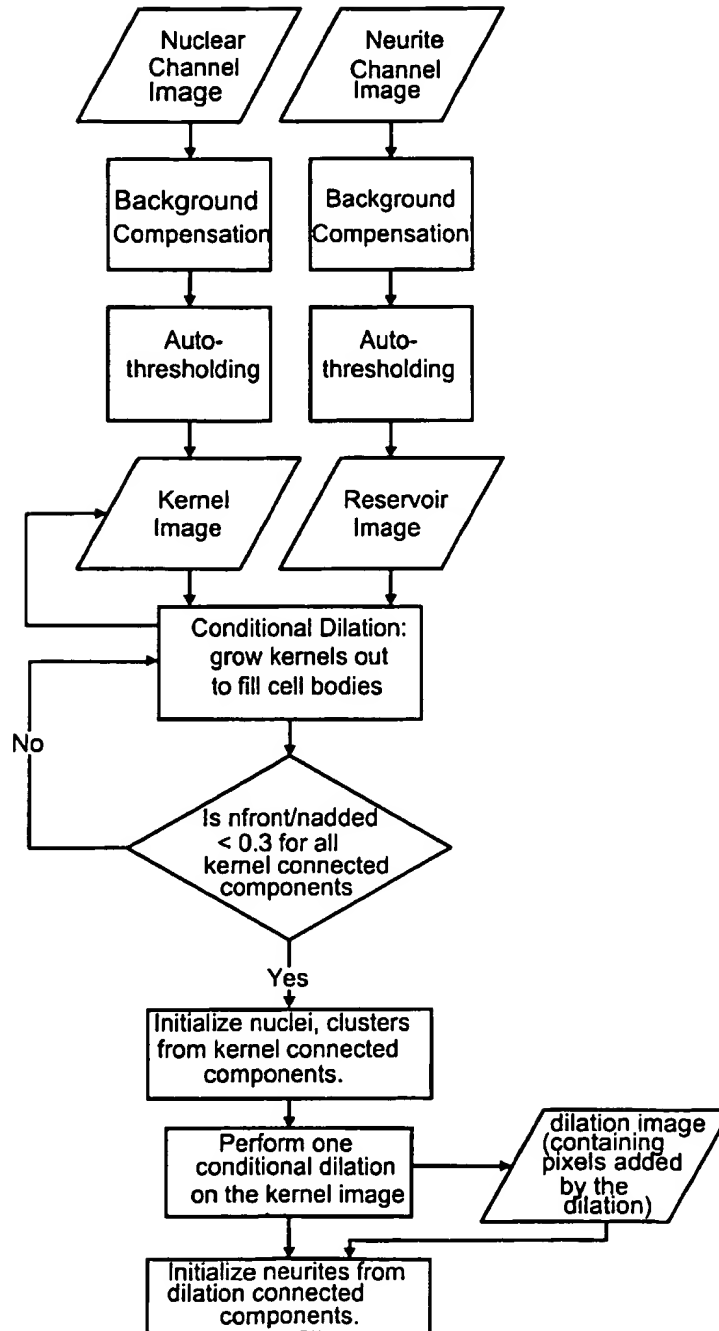 Nuclear
Channel
Image
Neurite
Channel
Image
Background
Compensation
Background
Compensation
Auto-
thresholding
Auto-
thresholding
Kernel
Image
Reservoir
Image
Conditional Dilation:
grow kernels out
to fill cell bodies
No
Is nfront/nadded
< 0.3 for all
kernel connected
components
Yes
Initialize nuclei, clusters
from kernel connected
components.
Perform one
conditional dilation
on the kernel image
dilation image
(containing
pixels added
by the
dilation)
Initialize neurites from
dilation connected
components.